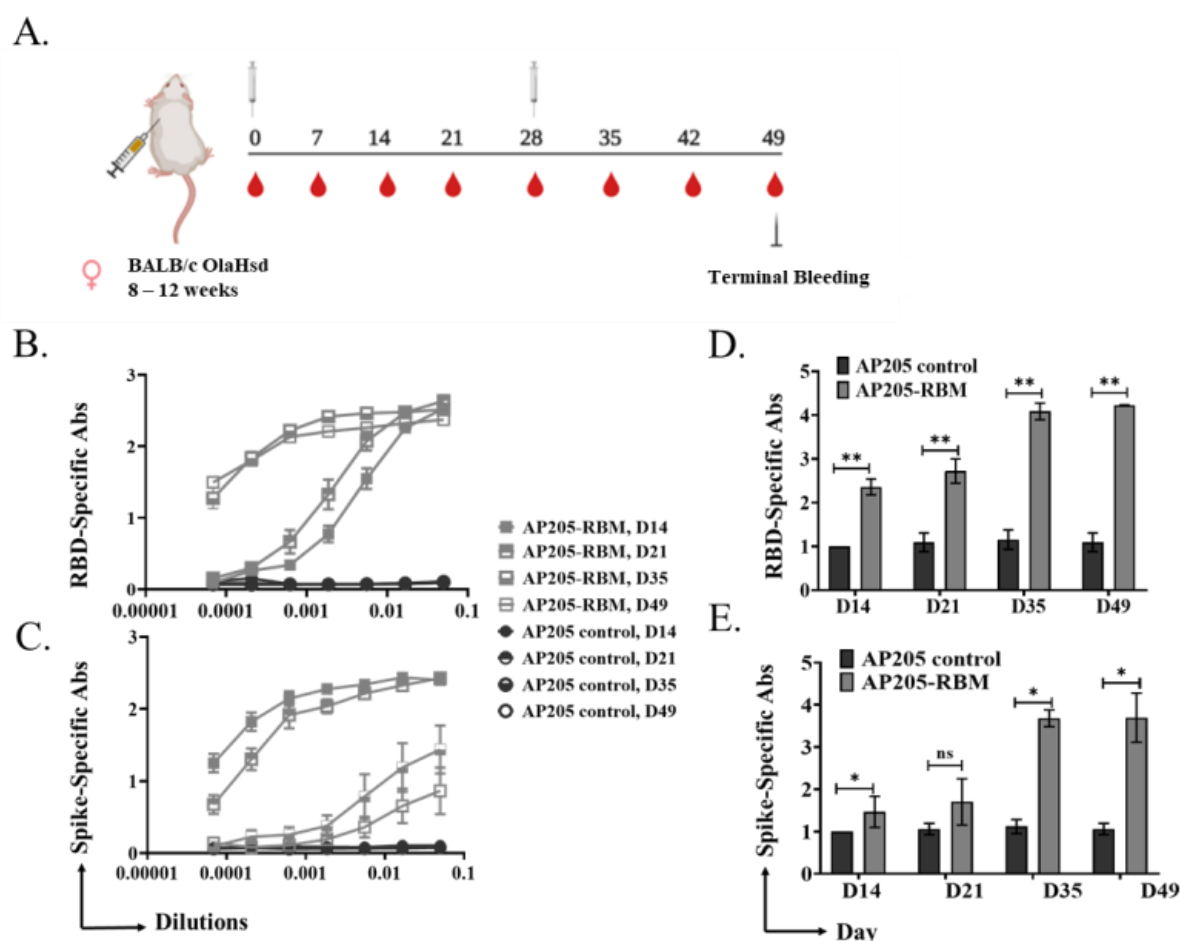 A.
0 7 14 21 28 35 42 49
BALB/c OlaHsd
8 – 12 weeks
Terminal Bleeding
B.
RBD-Specific Abs
3
2
1
0
0.00001 0.0001 0.001 0.01 0.1
C.
Spike-Specific Abs
3
2
1
0
0.00001 0.0001 0.001 0.01 0.1
Dilutions
AP205-RBM, D14
AP205-RBM, D21
AP205-RBM, D35
AP205-RBM, D49
AP205 control, D14
AP205 control, D21
AP205 control, D35
AP205 control, D49
D.
AP205 control
AP205-RBM
RBD-Specific Abs
5
4
3
2
1
0
** ** ** **
D14 D21 D35 D49
E.
AP205 control
AP205-RBM
Spike-Specific Abs
5
4
3
2
1
0
* ns * *
D14 D21 D35 D49
Day